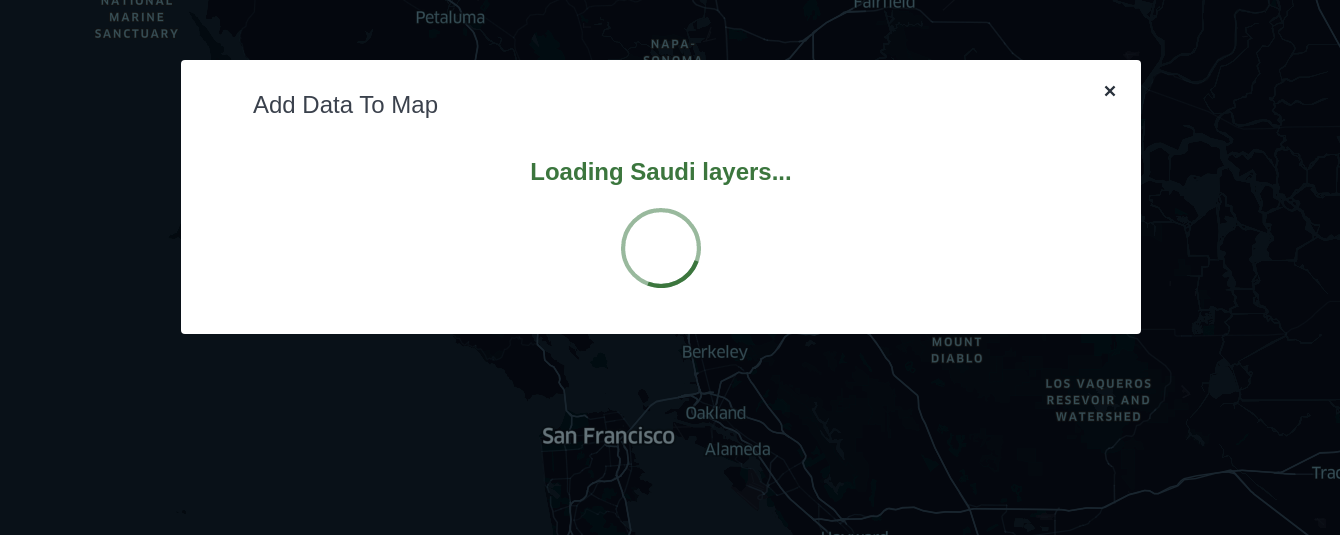 NATIONAL
MARINE
SANCTUARY
Petaluma
Fairfield
NAPA-
SONOMA
Add Data To Map
×
Loading Saudi layers...
Berkeley
MOUNT
DIABLO
LOS VAQUEROS
RESEVOIR AND
WATERSHED
Oakland
San Francisco
Alameda
Trac
Hayward